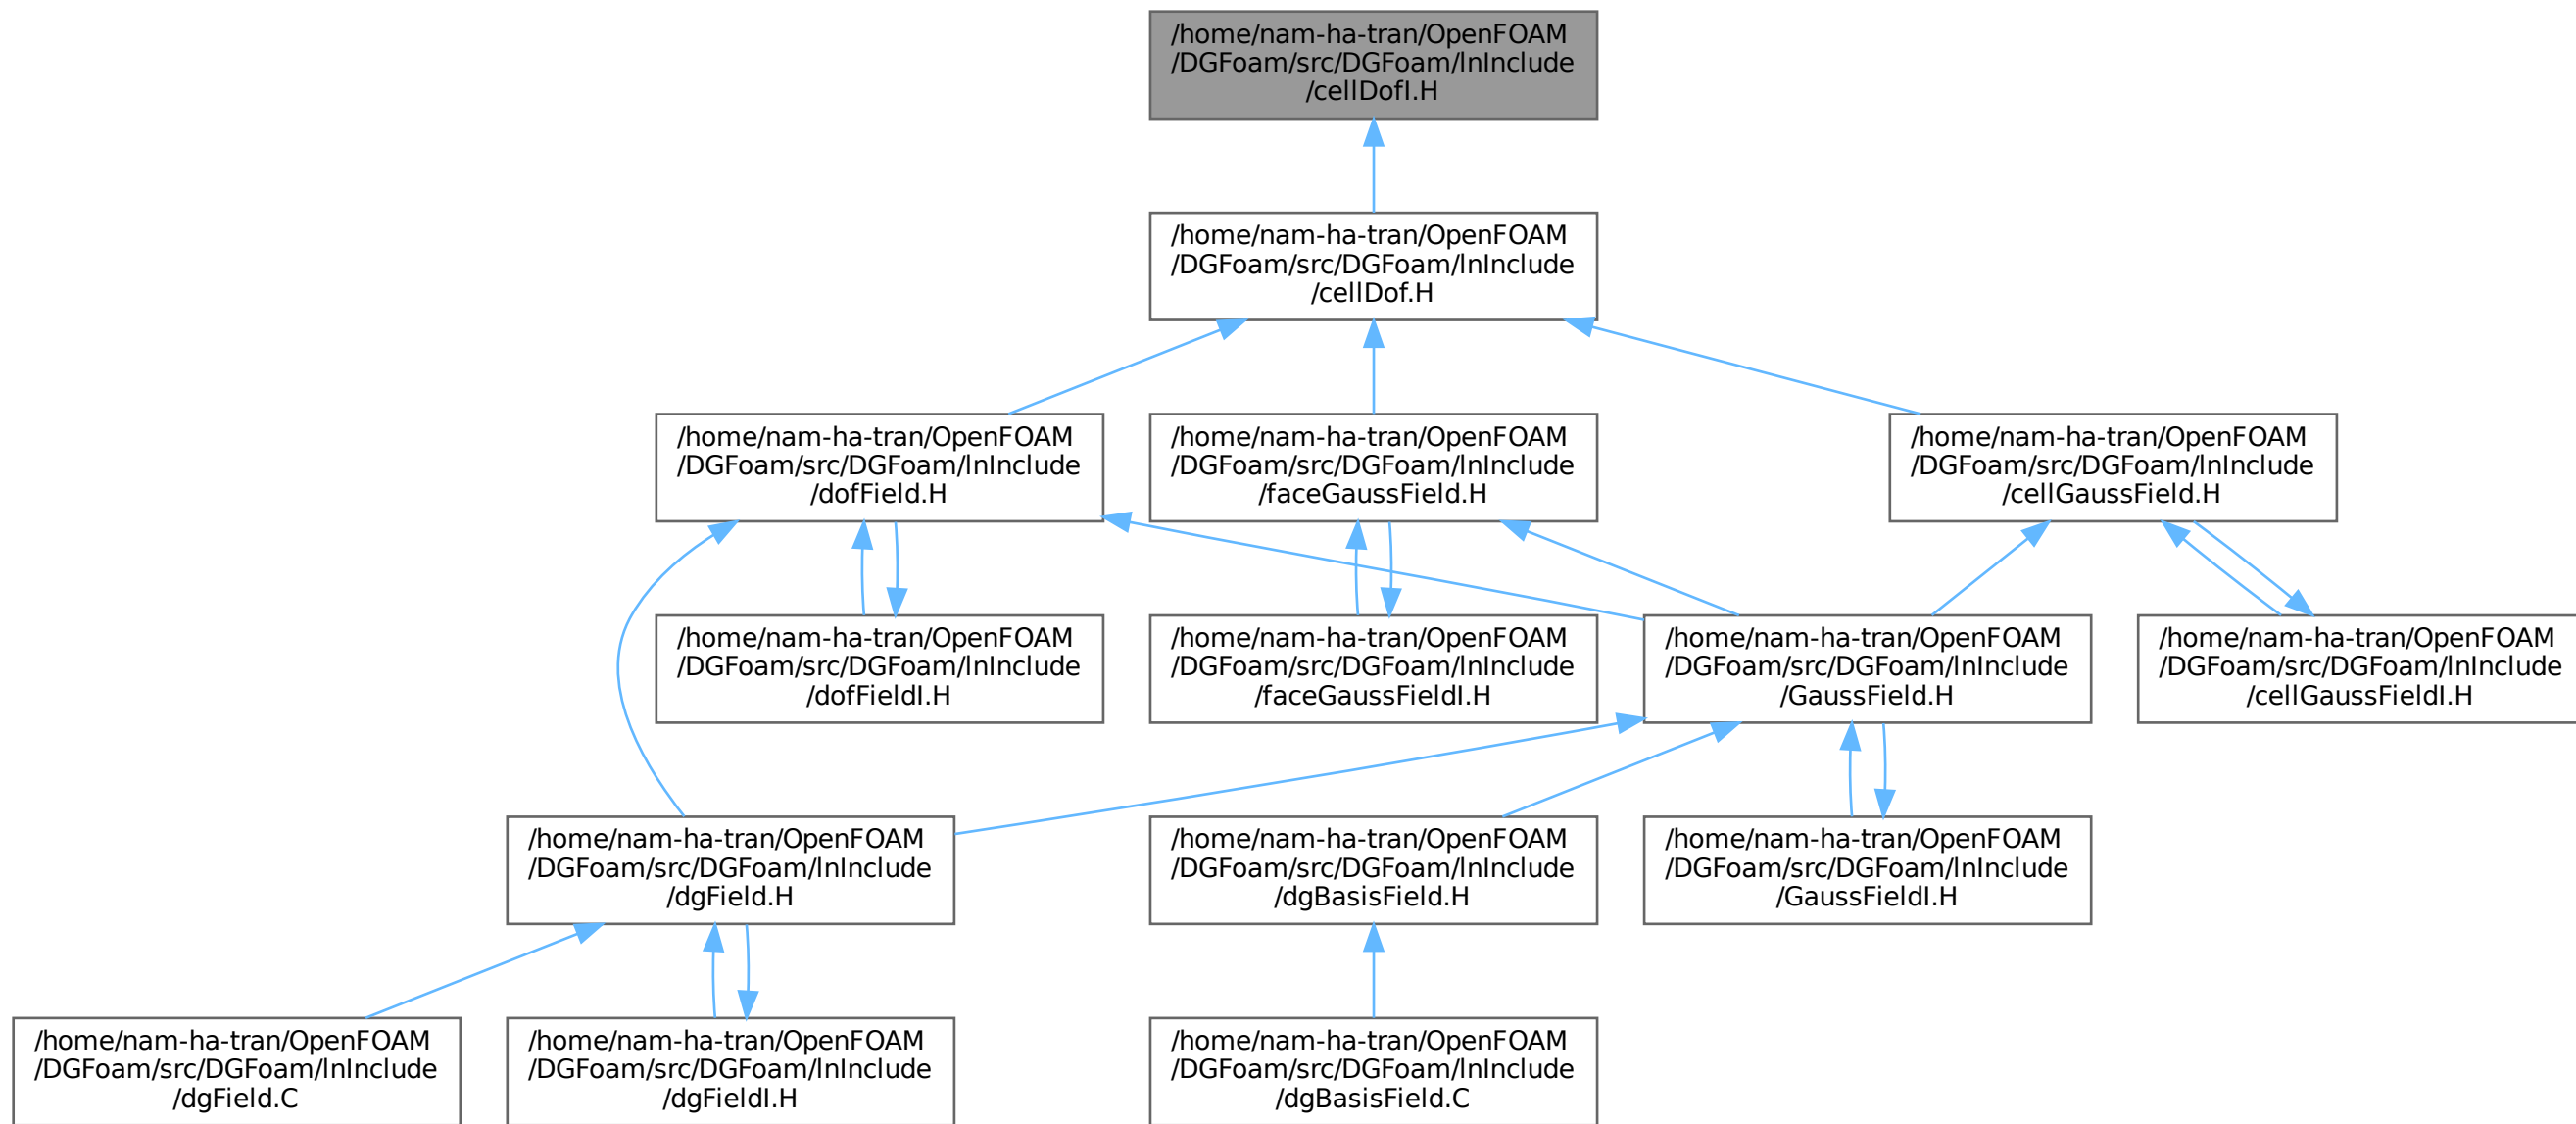 /home/nam-ha-tran/OpenFOAM
/DGFoam/src/DGFoam/lnInclude
/cellDofI.H
/home/nam-ha-tran/OpenFOAM
/DGFoam/src/DGFoam/lnInclude
/cellDof.H
/home/nam-ha-tran/OpenFOAM
/DGFoam/src/DGFoam/lnInclude
/dofField.H
/home/nam-ha-tran/OpenFOAM
/DGFoam/src/DGFoam/lnInclude
/faceGaussField.H
/home/nam-ha-tran/OpenFOAM
/DGFoam/src/DGFoam/lnInclude
/cellGaussField.H
/home/nam-ha-tran/OpenFOAM
/DGFoam/src/DGFoam/lnInclude
/dofFieldI.H
/home/nam-ha-tran/OpenFOAM
/DGFoam/src/DGFoam/lnInclude
/faceGaussFieldI.H
/home/nam-ha-tran/OpenFOAM
/DGFoam/src/DGFoam/lnInclude
/GaussField.H
/home/nam-ha-tran/OpenFOAM
/DGFoam/src/DGFoam/lnInclude
/cellGaussFieldI.H
/home/nam-ha-tran/OpenFOAM
/DGFoam/src/DGFoam/lnInclude
/dgField.H
/home/nam-ha-tran/OpenFOAM
/DGFoam/src/DGFoam/lnInclude
/dgBasisField.H
/home/nam-ha-tran/OpenFOAM
/DGFoam/src/DGFoam/lnInclude
/GaussFieldI.H
/home/nam-ha-tran/OpenFOAM
/DGFoam/src/DGFoam/lnInclude
/dgField.C
/home/nam-ha-tran/OpenFOAM
/DGFoam/src/DGFoam/lnInclude
/dgFieldI.H
/home/nam-ha-tran/OpenFOAM
/DGFoam/src/DGFoam/lnInclude
/dgBasisField.C